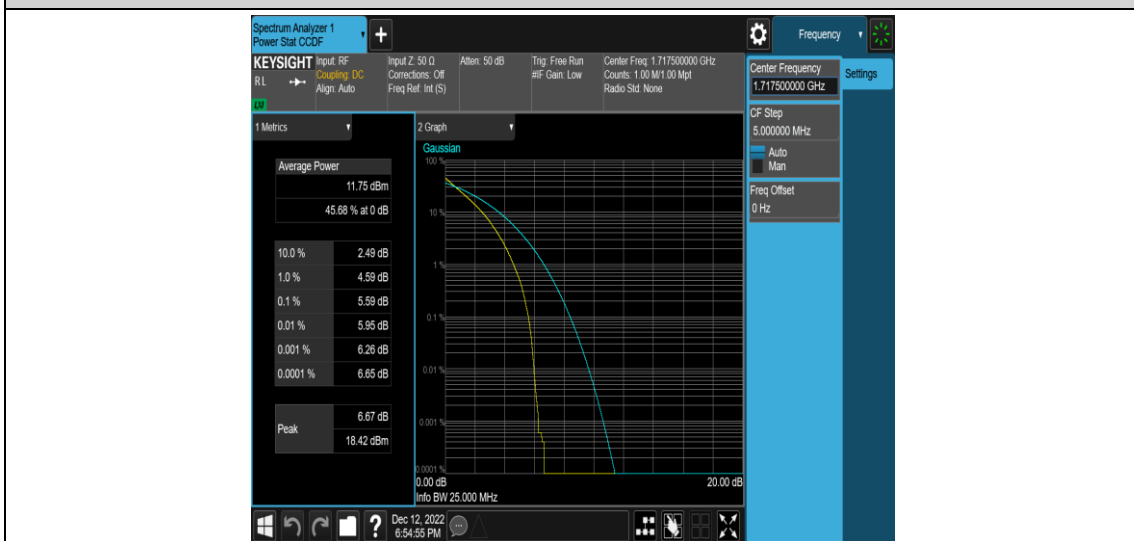 Spectrum Analyzer 1
Power Stat CCDF
+
Frequency
KEYSIGHT
RL
LXI
Input: RF
Coupling: DC
Align: Auto
Input Z: 50 Ω
Corrections: Off
Freq Ref: Int (S)
Atten: 50 dB
Trig: Free Run
#IF Gain: Low
Center Freq: 1.717500000 GHz
Counts: 1.00 M/1.00 Mpt
Radio Std: None
Center Frequency
1.717500000 GHz
Settings
CF Step
5.000000 MHz
Auto
Man
Freq Offset
0 Hz
1 Metrics
Average Power
11.75 dBm
45.68 % at 0 dB
10.0 % 2.49 dB
1.0 % 4.59 dB
0.1 % 5.59 dB
0.01 % 5.95 dB
0.001 % 6.26 dB
0.0001 % 6.65 dB
Peak
6.67 dB
18.42 dBm
2 Graph
Gaussian
100 %
10 %
1 %
0.1 %
0.01 %
0.001 %
0.0001 %
0.00 dB 20.00 dB
Info BW 25.000 MHz
?
Dec 12, 2022
6:54:55 PM